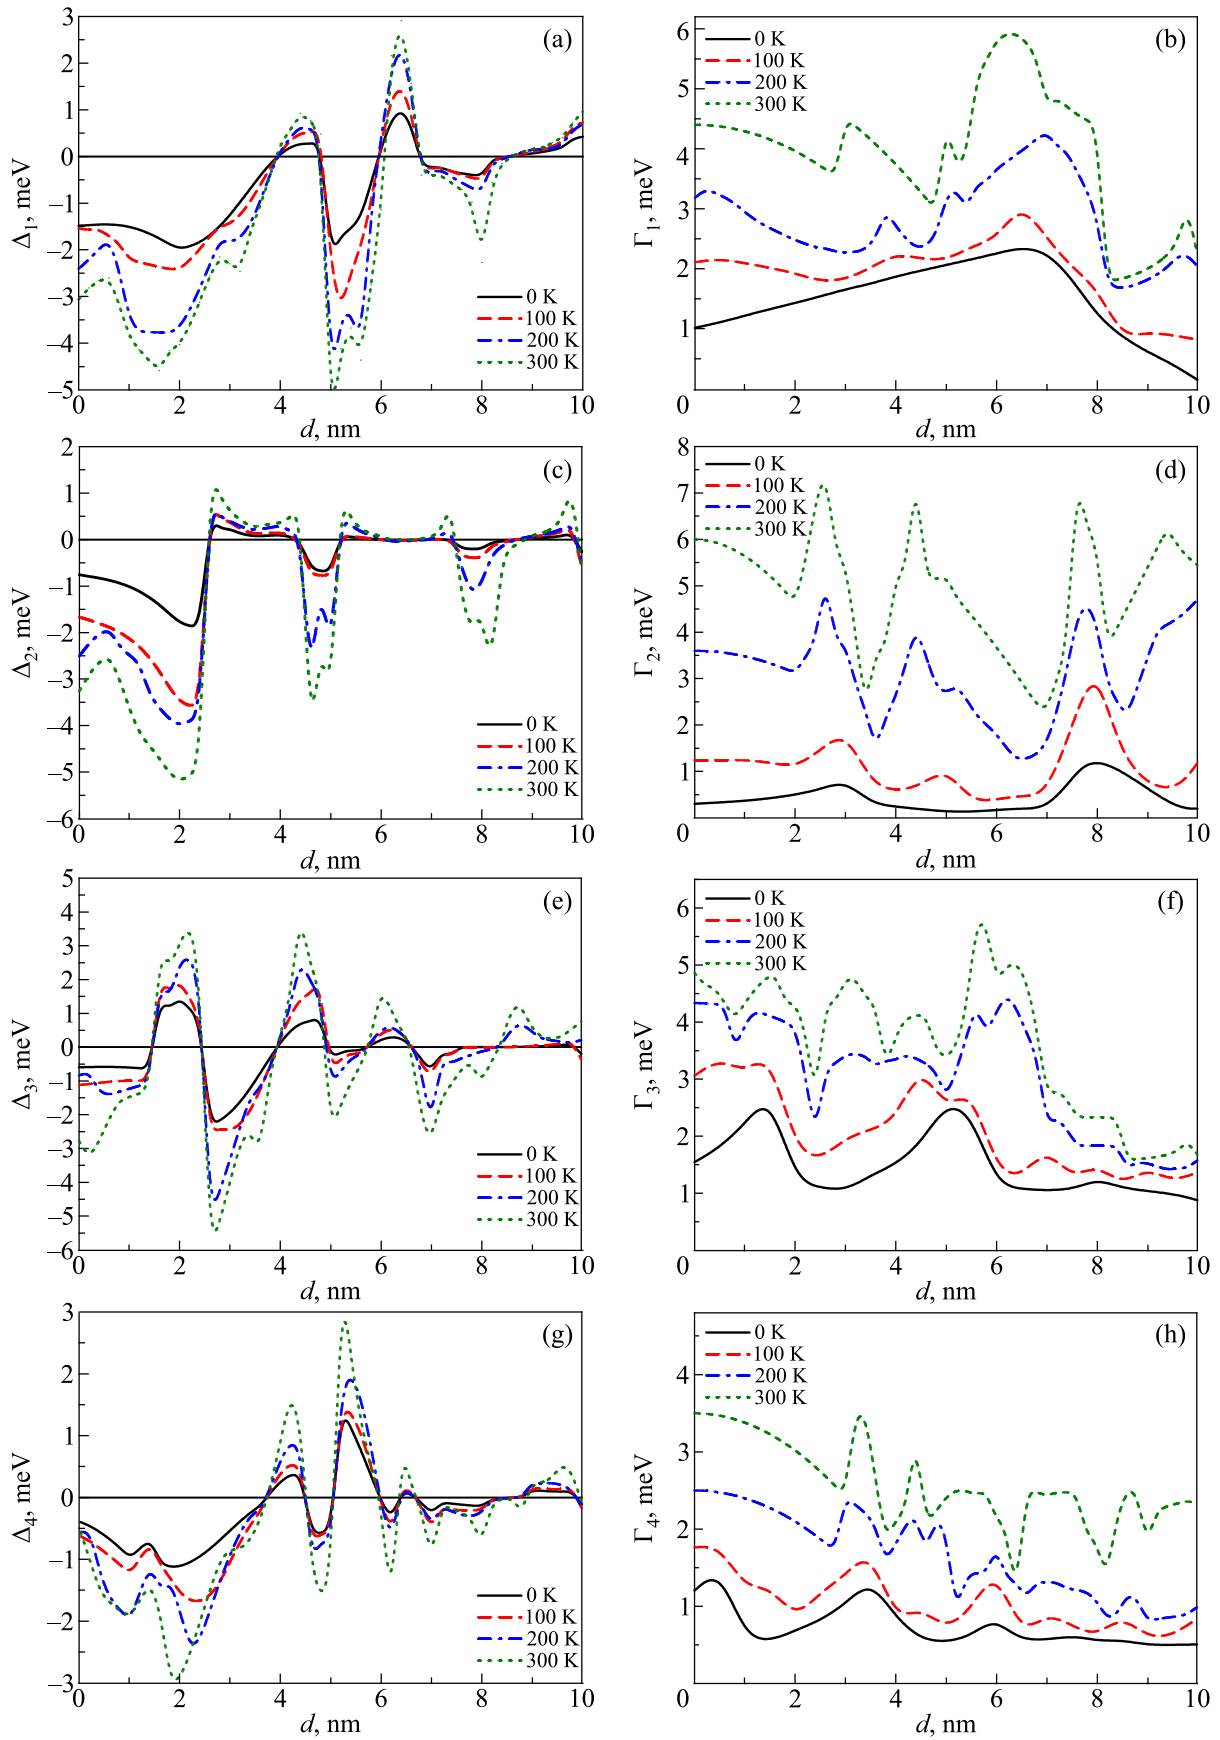 (a)
Δ1, meV
3
2
1
0
–1
–2
–3
–4
–5
0 K
100 K
200 K
300 K
0 2 4 6 8 10
d, nm
(b)
Γ1, meV
6
5
4
3
2
1
0 K
100 K
200 K
300 K
0 2 4 6 8 10
d, nm
(c)
Δ2, meV
2
1
0
–1
–2
–3
–4
–5
–6
0 K
100 K
200 K
300 K
0 2 4 6 8 10
d, nm
(d)
Γ2, meV
8
7
6
5
4
3
2
1
0 K
100 K
200 K
300 K
0 2 4 6 8 10
d, nm
(e)
Δ3, meV
5
4
3
2
1
0
–1
–2
–3
–4
–5
–6
0 K
100 K
200 K
300 K
0 2 4 6 8 10
d, nm
(f)
Γ3, meV
6
5
4
3
2
1
0 K
100 K
200 K
300 K
0 2 4 6 8 10
d, nm
(g)
Δ4, meV
3
2
1
0
–1
–2
–3
0 K
100 K
200 K
300 K
0 2 4 6 8 10
d, nm
(h)
Γ4, meV
4
3
2
1
0 K
100 K
200 K
300 K
0 2 4 6 8 10
d, nm